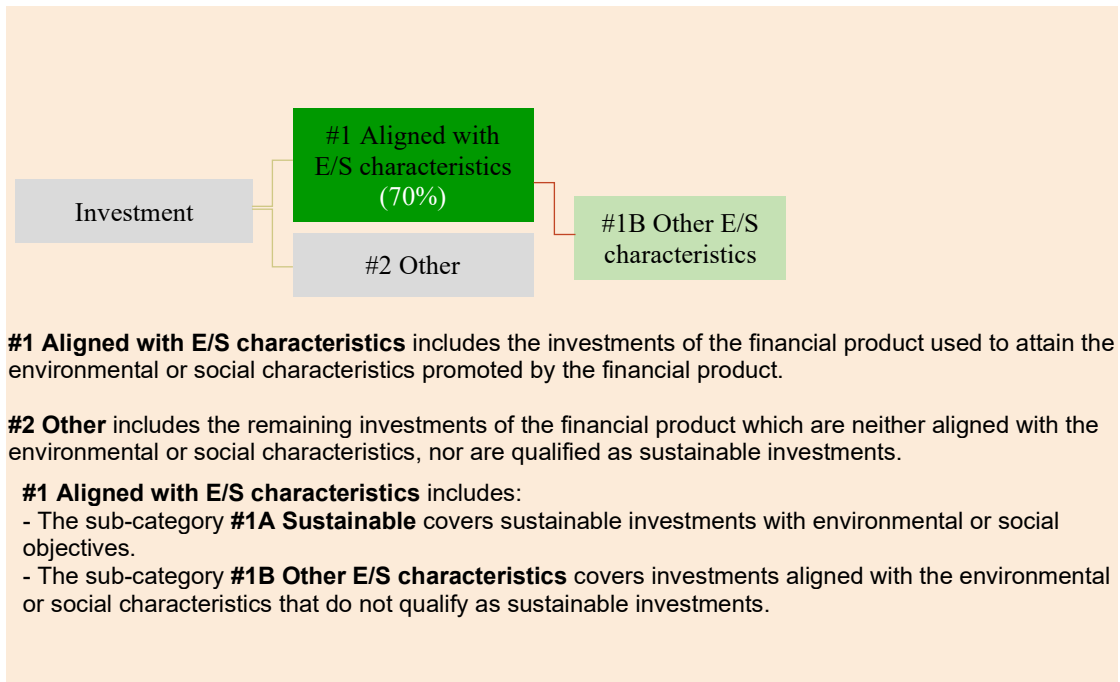 #1 Aligned with
E/S characteristics
(70%)
Investment
#1B Other E/S
characteristics
#2 Other
#1 Aligned with E/S characteristics includes the investments of the financial product used to attain the
environmental or social characteristics promoted by the financial product.
#2 Other includes the remaining investments of the financial product which are neither aligned with the
environmental or social characteristics, nor are qualified as sustainable investments.
#1 Aligned with E/S characteristics includes:
- The sub-category #1A Sustainable covers sustainable investments with environmental or social
objectives.
- The sub-category #1B Other E/S characteristics covers investments aligned with the environmental
or social characteristics that do not qualify as sustainable investments.